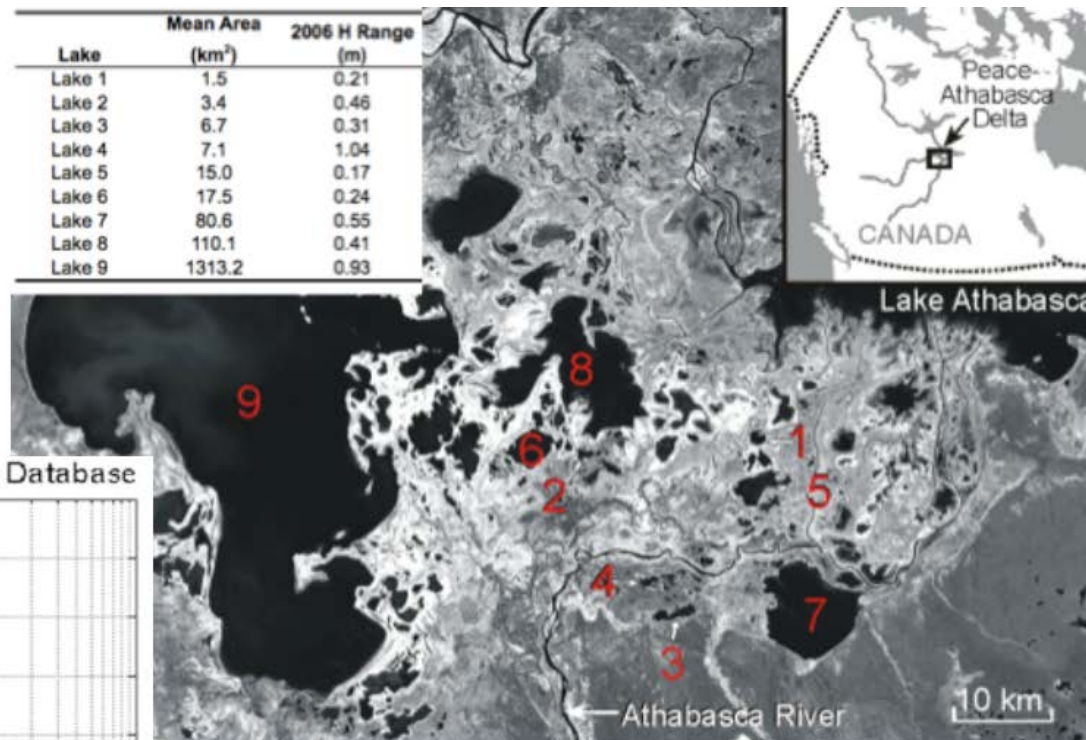 Mean Area 2006 H Range
Lake (km²) (m)
Lake 1 1.5 0.21
Lake 2 3.4 0.46
Lake 3 6.7 0.31
Lake 4 7.1 1.04
Lake 5 15.0 0.17
Lake 6 17.5 0.24
Lake 7 80.6 0.55
Lake 8 110.1 0.41
Lake 9 1313.2 0.93
Peace-
Athabasca
Delta
CANADA
Lake Athabasca
8
9
1
6
Database
2
5
4
7
3
10 km
Athabasca River